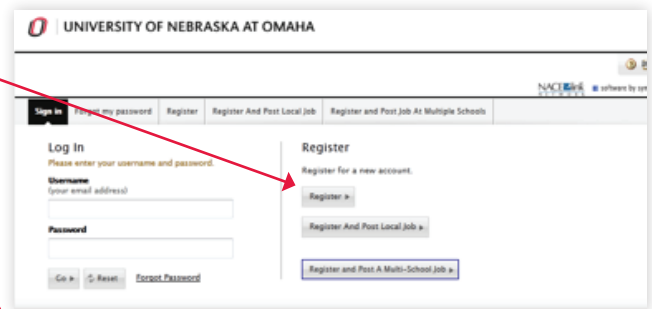 UNIVERSITY OF NEBRASKA AT OMAHA
NACElink software by
NETWORK
Sign in Forgot my password Register Register And Post Local Job Register and Post Job At Multiple Schools
Log In
Please enter your username and password.
Username
(your email address)
Password
Go Reset Forgot Password
Register
Register for a new account.
Register
Register And Post Local Job
Register and Post A Multi-School Job